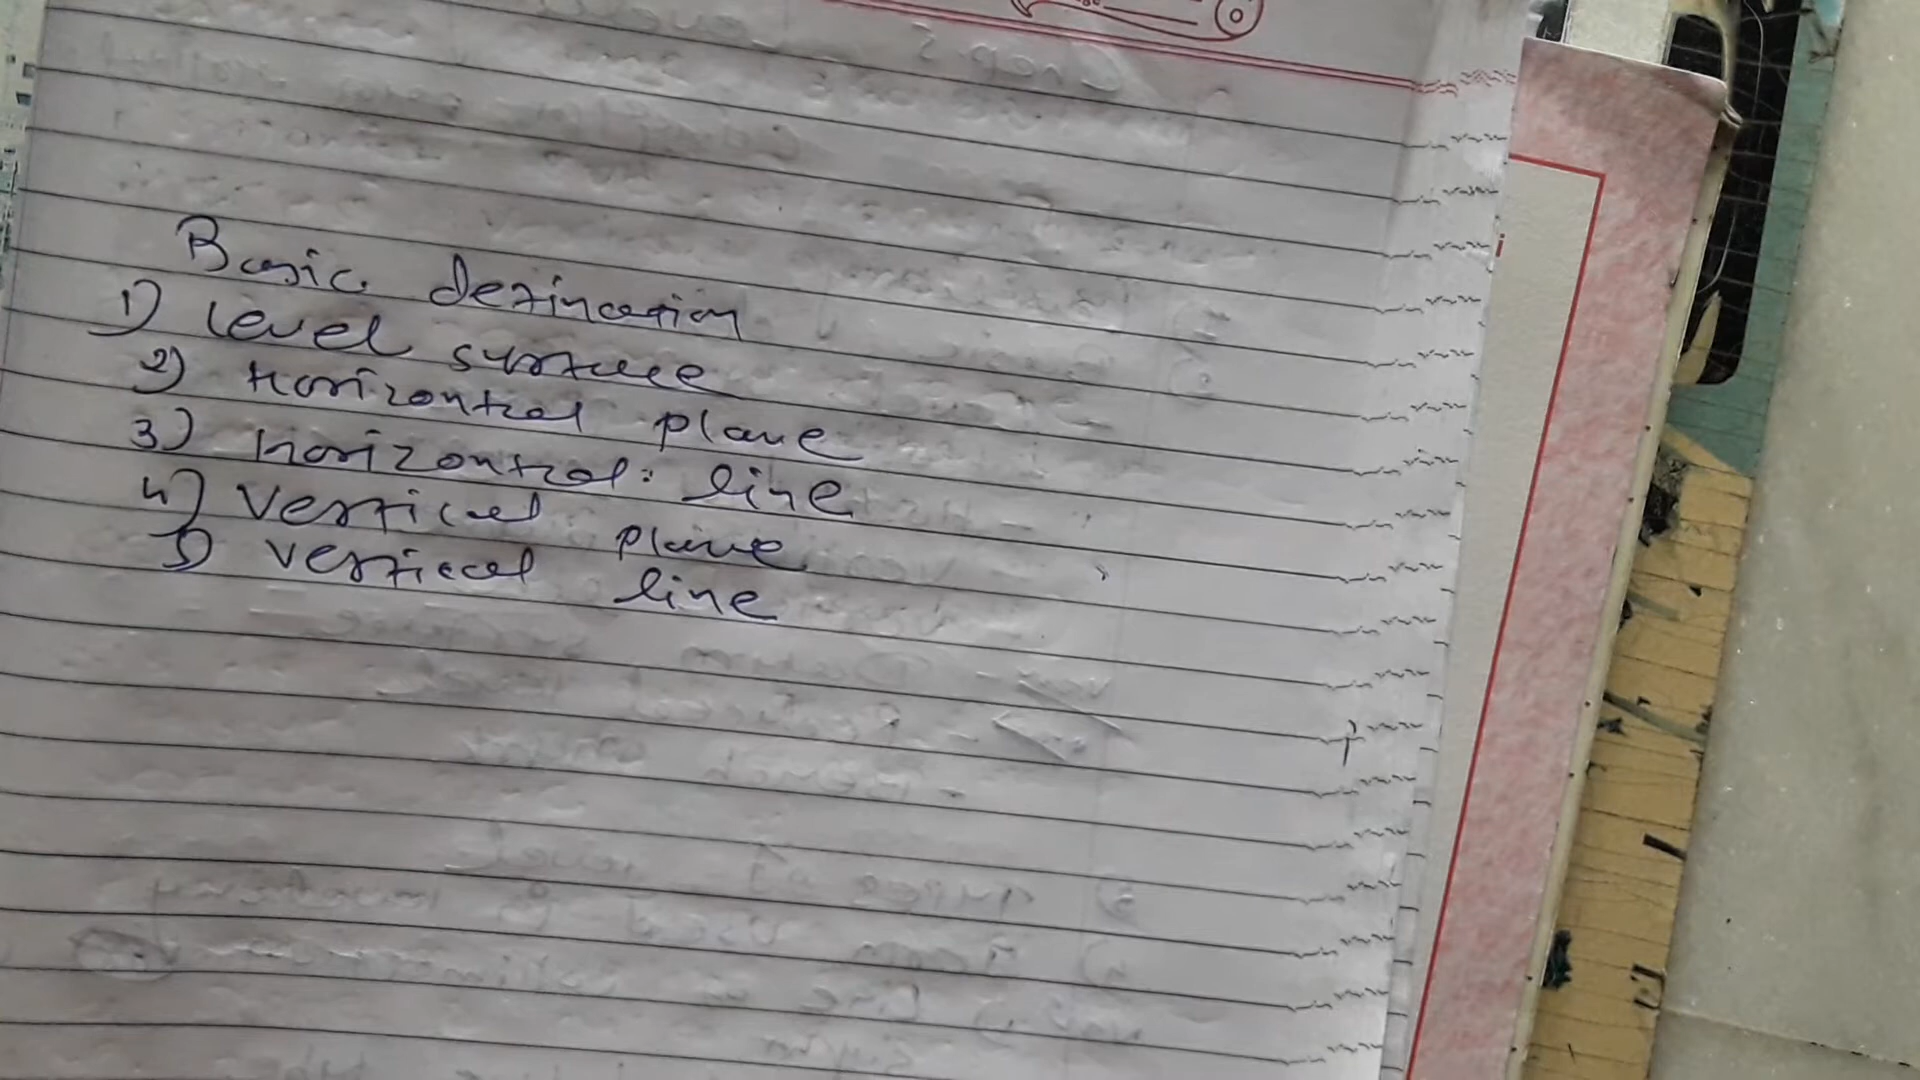 Basic defination
1) level surface
2) Horizontal plane
3) horizontal: line
4) vertical plane
5) vertical line